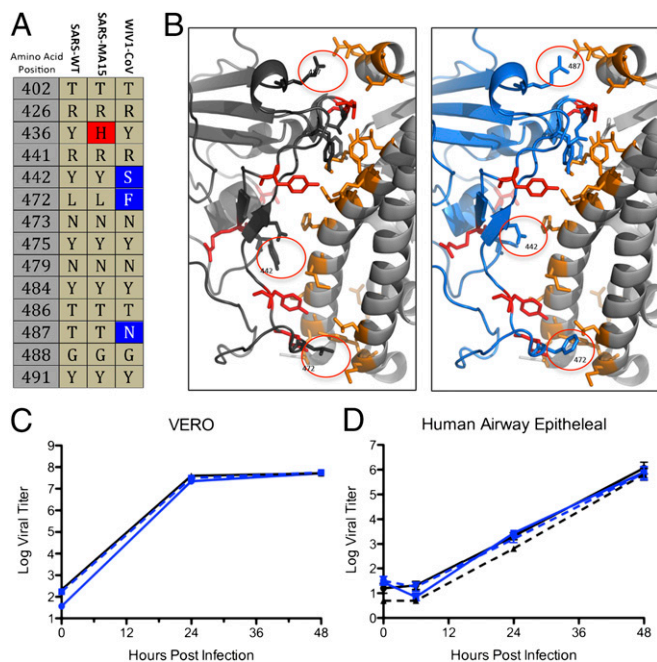 A
Amino Acid Position SARS-WT SARS-MA15 WIV1-CoV
402 T T T
426 R R R
436 Y H Y
441 R R R
442 Y Y S
472 L L F
473 N N N
475 Y Y Y
479 N N N
484 Y Y Y
486 T T T
487 T T N
488 G G G
491 Y Y Y
B
487
442
442
472
472
C
VERO
Log Viral Titer
9
8
7
6
5
4
3
2
1
0 12 24 36 48
Hours Post Infection
D
Human Airway Epitheleal
Log Viral Titer
6
5
4
3
2
1
0
0 12 24 36 48
Hours Post Infection